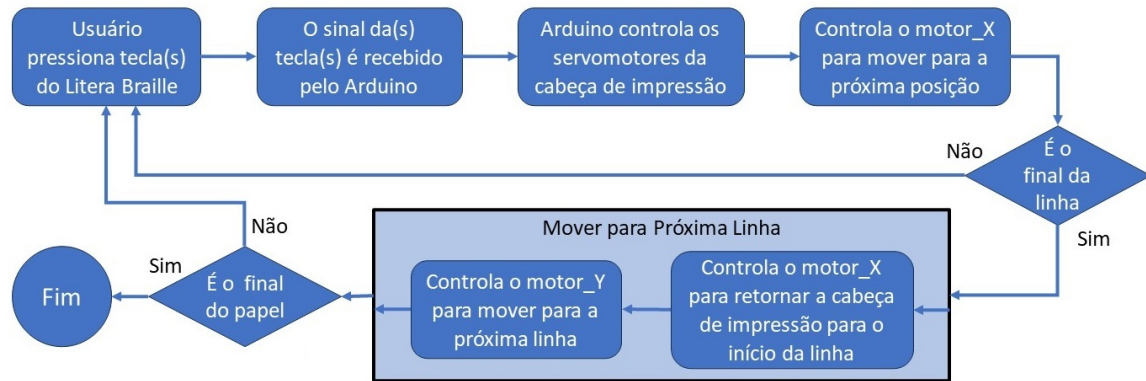 Usuário
pressiona tecla(s)
do Litera Braille
O sinal da(s)
tecla(s) é recebido
pelo Arduino
Arduino controla os
servomotores da
cabeça de impressão
Controla o motor_X
para mover para a
próxima posição
É o
final da
linha
Não
Sim
Mover para Próxima Linha
Controla o motor_X
para retornar a cabeça
de impressão para o
início da linha
Controla o motor_Y
para mover para a
próxima linha
É o final
do papel
Não
Sim
Fim